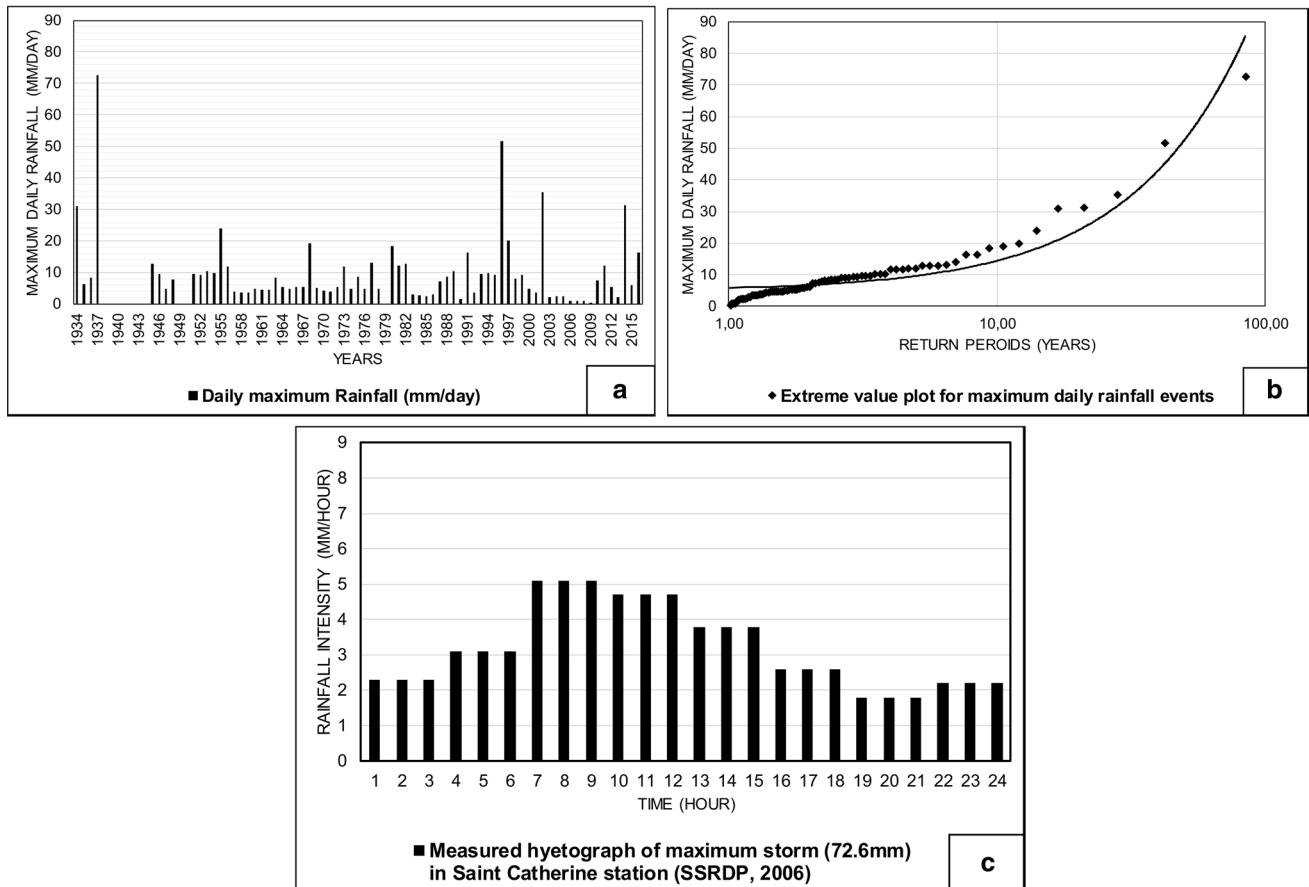 MAXIMUM DAILY RAINFALL (MM/DAY)
90
80
70
60
50
40
30
20
10
0
1934 1937 1940 1943 1946 1949 1952 1955 1958 1961 1964 1967 1970 1973 1976 1979 1982 1985 1988 1991 1994 1997 2000 2003 2006 2009 2012 2015
YEARS
Daily maximum Rainfall (mm/day)
a
MAXIMUM DAILY RAINFALL (MM/DAY)
90
80
70
60
50
40
30
20
10
0
1,00 10,00 100,00
RETURN PEROIDS (YEARS)
Extreme value plot for maximum daily rainfall events
b
RAINFALL INTENSITY (MM/HOUR)
9
8
7
6
5
4
3
2
1
0
1 2 3 4 5 6 7 8 9 10 11 12 13 14 15 16 17 18 19 20 21 22 23 24
TIME (HOUR)
Measured hyetograph of maximum storm (72.6mm)
in Saint Catherine station (SSRDP, 2006)
c